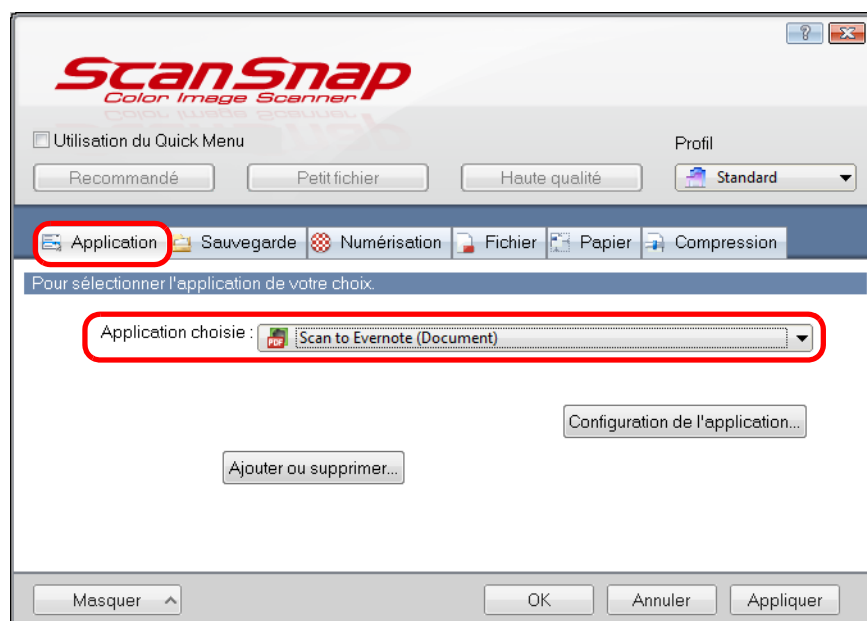 ScanSnap
Color Image Scanner
Utilisation du Quick Menu
Profil
Recommandé Petit fichier Haute qualité Standard
Application Sauvegarde Numérisation Fichier Papier Compression
Pour sélectionner l'application de votre choix.
Application choisie : PDF Scan to Evernote (Document)
Configuration de l'application...
Ajouter ou supprimer...
Masquer OK Annuler Appliquer